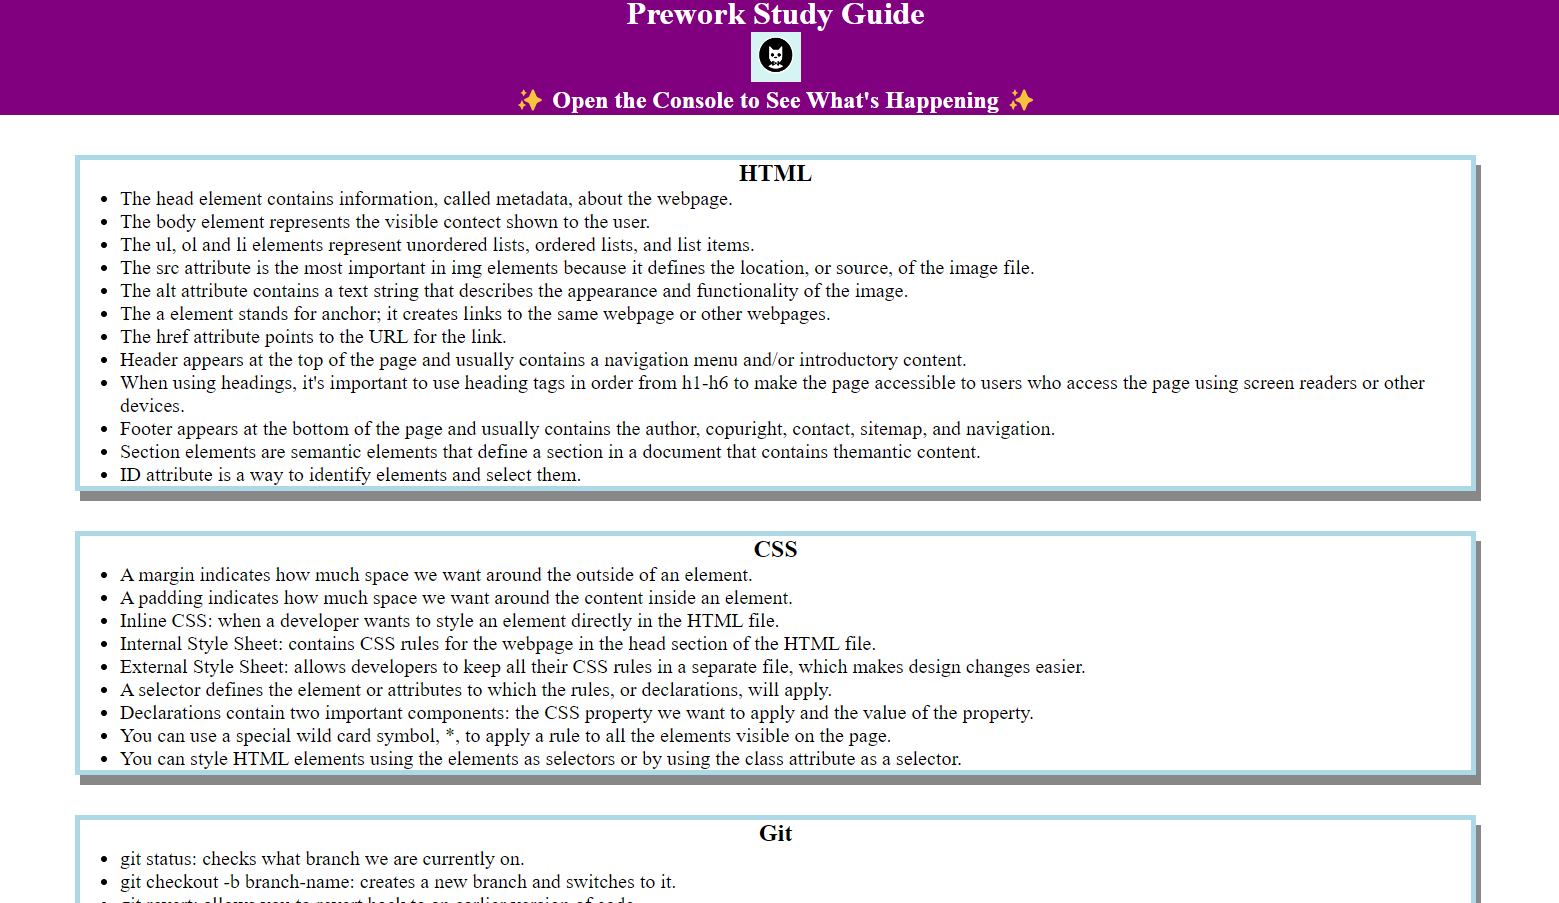 Prework Study Guide
✨ Open the Console to See What's Happening ✨
HTML
• The head element contains information, called metadata, about the webpage.
• The body element represents the visible contect shown to the user.
• The ul, ol and li elements represent unordered lists, ordered lists, and list items.
• The src attribute is the most important in img elements because it defines the location, or source, of the image file.
• The alt attribute contains a text string that describes the appearance and functionality of the image.
• The a element stands for anchor; it creates links to the same webpage or other webpages.
• The href attribute points to the URL for the link.
• Header appears at the top of the page and usually contains a navigation menu and/or introductory content.
• When using headings, it's important to use heading tags in order from h1-h6 to make the page accessible to users who access the page using screen readers or other
devices.
• Footer appears at the bottom of the page and usually contains the author, copuright, contact, sitemap, and navigation.
• Section elements are semantic elements that define a section in a document that contains themantic content.
• ID attribute is a way to identify elements and select them.
CSS
• A margin indicates how much space we want around the outside of an element.
• A padding indicates how much space we want around the content inside an element.
• Inline CSS: when a developer wants to style an element directly in the HTML file.
• Internal Style Sheet: contains CSS rules for the webpage in the head section of the HTML file.
• External Style Sheet: allows developers to keep all their CSS rules in a separate file, which makes design changes easier.
• A selector defines the element or attributes to which the rules, or declarations, will apply.
• Declarations contain two important components: the CSS property we want to apply and the value of the property.
• You can use a special wild card symbol, *, to apply a rule to all the elements visible on the page.
• You can style HTML elements using the elements as selectors or by using the class attribute as a selector.
Git
• git status: checks what branch we are currently on.
• git checkout -b branch-name: creates a new branch and switches to it.
• git revert: allows you to revert back to an earlier version of code.